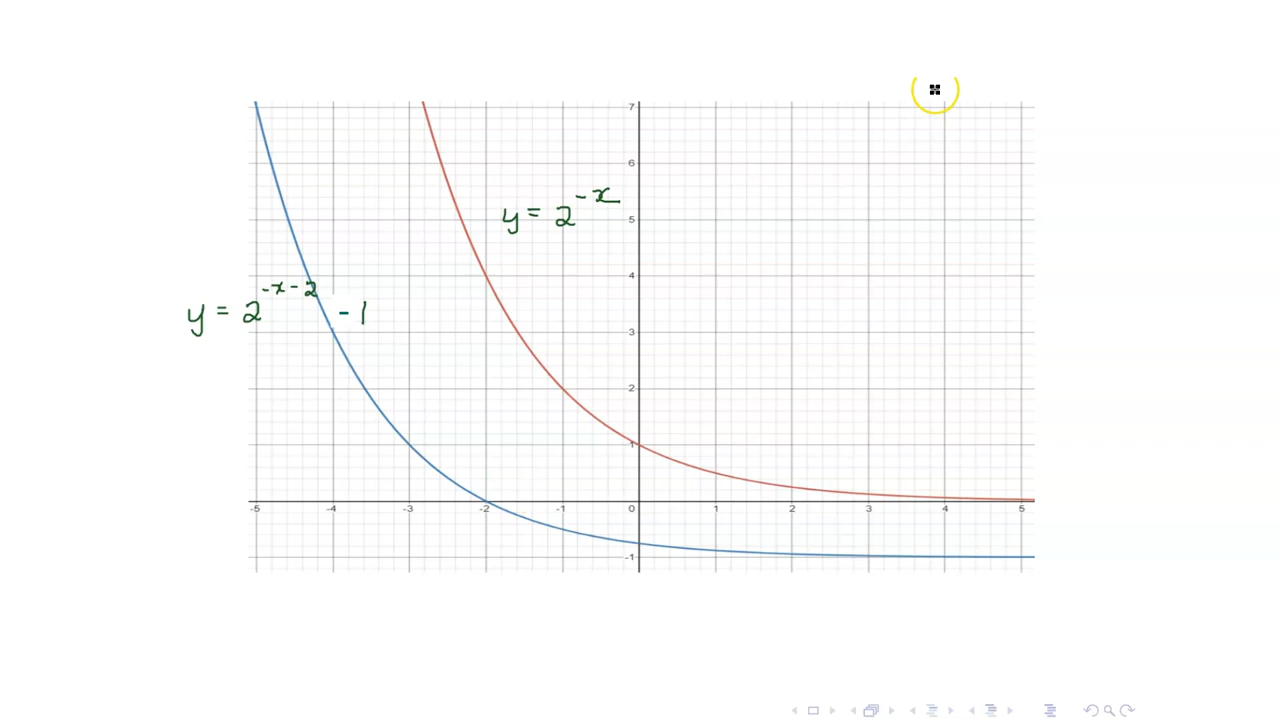 7
6
y = 2^{-x}
5
4
y = 2^{-x-2} -1
3
2
1
-5 -4 -3 -2 -1 0 1 2 3 4 5
-1